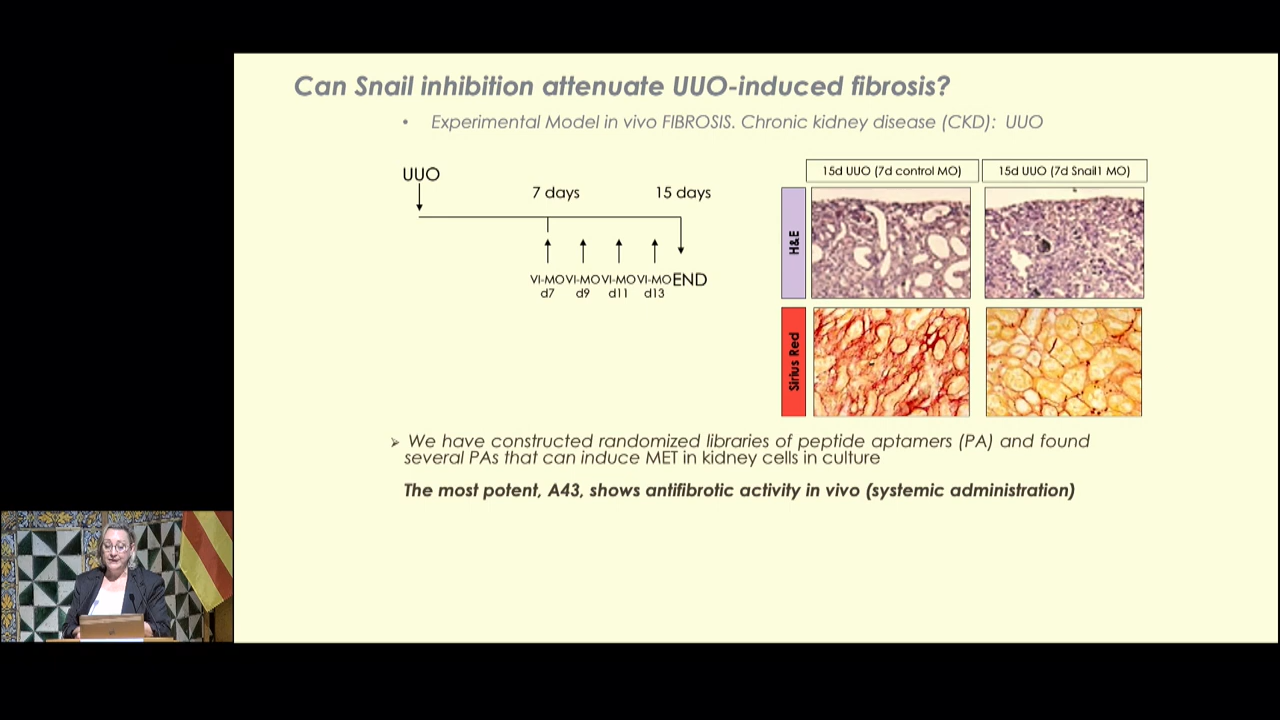 Can Snail inhibition attenuate UUO-induced fibrosis?
• Experimental Model in vivo FIBROSIS. Chronic kidney disease (CKD): UUO
UUO
7 days
15 days
VI-MO VI-MO VI-MO VI-MO END
d7 d9 d11 d13
15d UUO (7d control MO)
15d UUO (7d Snail1 MO)
H&E
Sirius Red
➢ We have constructed randomized libraries of peptide aptamers (PA) and found
several PAs that can induce MET in kidney cells in culture
The most potent, A43, shows antifibrotic activity in vivo (systemic administration)